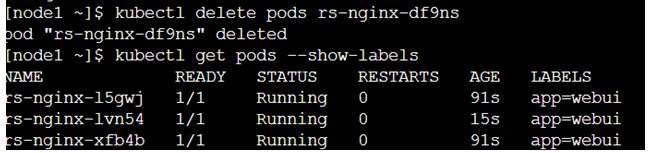 [node1 ~]$ kubectl delete pods rs-nginx-df9ns
pod "rs-nginx-df9ns" deleted
[node1 ~]$ kubectl get pods --show-labels
NAME READY STATUS RESTARTS AGE LABELS
rs-nginx-l5gwj 1/1 Running 0 91s app=webui
rs-nginx-lvn54 1/1 Running 0 15s app=webui
rs-nginx-xfb4b 1/1 Running 0 91s app=webui